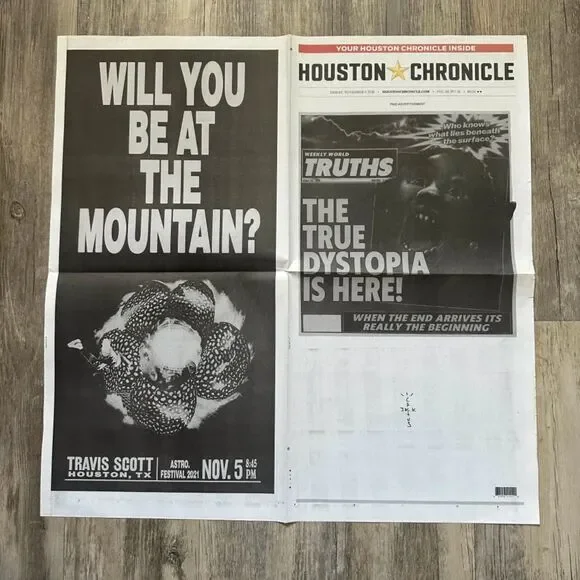 WILL YOU
BE AT
THE
MOUNTAIN?
TRAVIS SCOTT
HOUSTON, TX
ASTRO.
FESTIVAL 2021
NOV. 5
8:45
PM
YOUR HOUSTON CHRONICLE INSIDE
HOUSTON CHRONICLE
PAID ADVERTISEMENT
Who knows
what lies beneath
the surface?
WEEKLY WORLD
TRUTHS
THE
TRUE
DYSTOPIA
IS HERE!
WHEN THE END ARRIVES ITS
REALLY THE BEGINNING